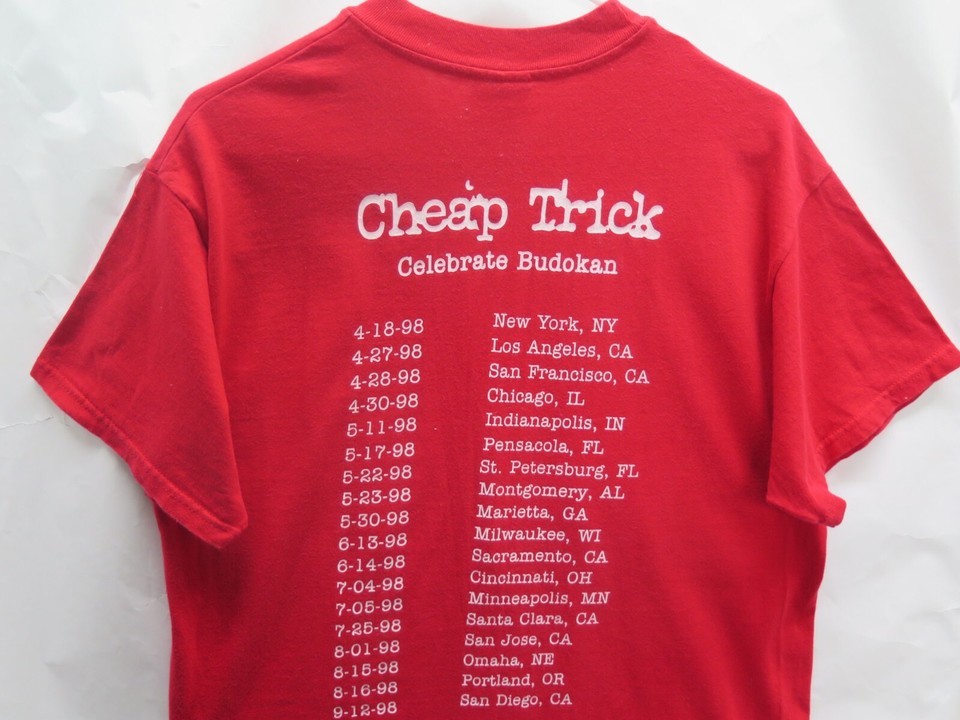 Cheap Trick
Celebrate Budokan
4-18-98 New York, NY
4-27-98 Los Angeles, CA
4-28-98 San Francisco, CA
4-30-98 Chicago, IL
5-11-98 Indianapolis, IN
5-17-98 Pensacola, FL
5-22-98 St. Petersburg, FL
5-23-98 Montgomery, AL
5-30-98 Marietta, GA
6-13-98 Milwaukee, WI
6-14-98 Sacramento, CA
7-04-98 Cincinnati, OH
7-05-98 Minneapolis, MN
7-25-98 Santa Clara, CA
8-01-98 San Jose, CA
8-15-98 Omaha, NE
8-16-98 Portland, OR
9-12-98 San Diego, CA